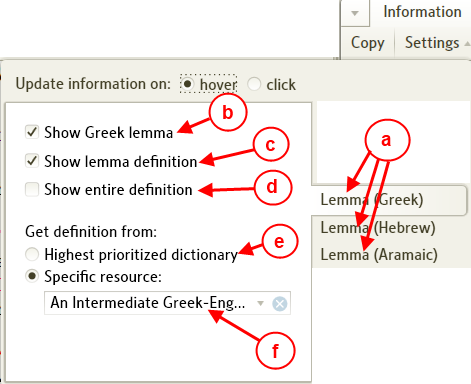 Information
Copy Settings
Update information on: hover click
b
a
Show Greek lemma
c
Show lemma definition
d
Show entire definition
Lemma (Greek)
Lemma (Hebrew)
Get definition from:
e
Highest prioritized dictionary
Lemma (Aramaic)
Specific resource:
An Intermediate Greek-Eng...
f